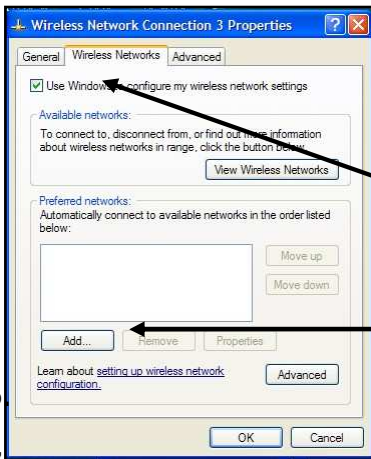 Wireless Network Connection 3 Properties
General Wireless Networks Advanced
Use Windows to configure my wireless network settings
Available networks:
To connect to, disconnect from, or find out more information
about wireless networks in range, click the button below.
View Wireless Networks
Preferred networks:
Automatically connect to available networks in the order listed
below:
Move up
Move down
Add... Remove Properties
Learn about setting up wireless network
configuration.
Advanced
OK Cancel